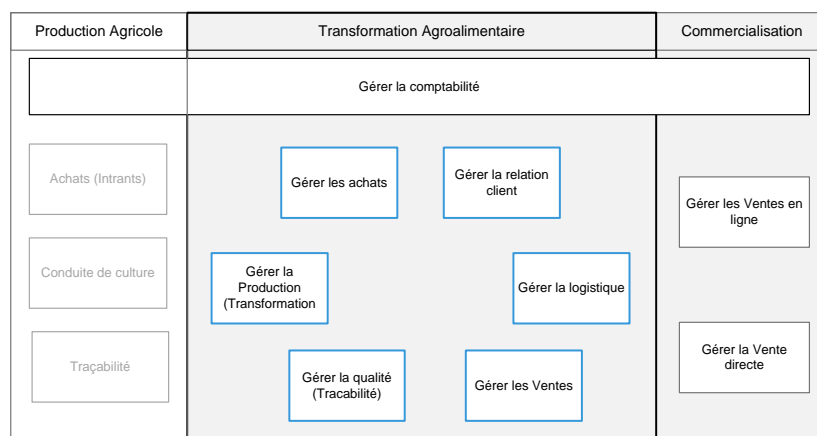 Production Agricole
Transformation Agroalimentaire
Commercialisation
Gérer la comptabilité
Achats (Intrants)
Gérer les achats
Gérer la relation
client
Gérer les Ventes en
ligne
Conduite de culture
Gérer la
Production
(Transformation
Gérer la logistique
Traçabilité
Gérer la qualité
(Tracabilité)
Gérer les Ventes
Gérer la Vente
directe